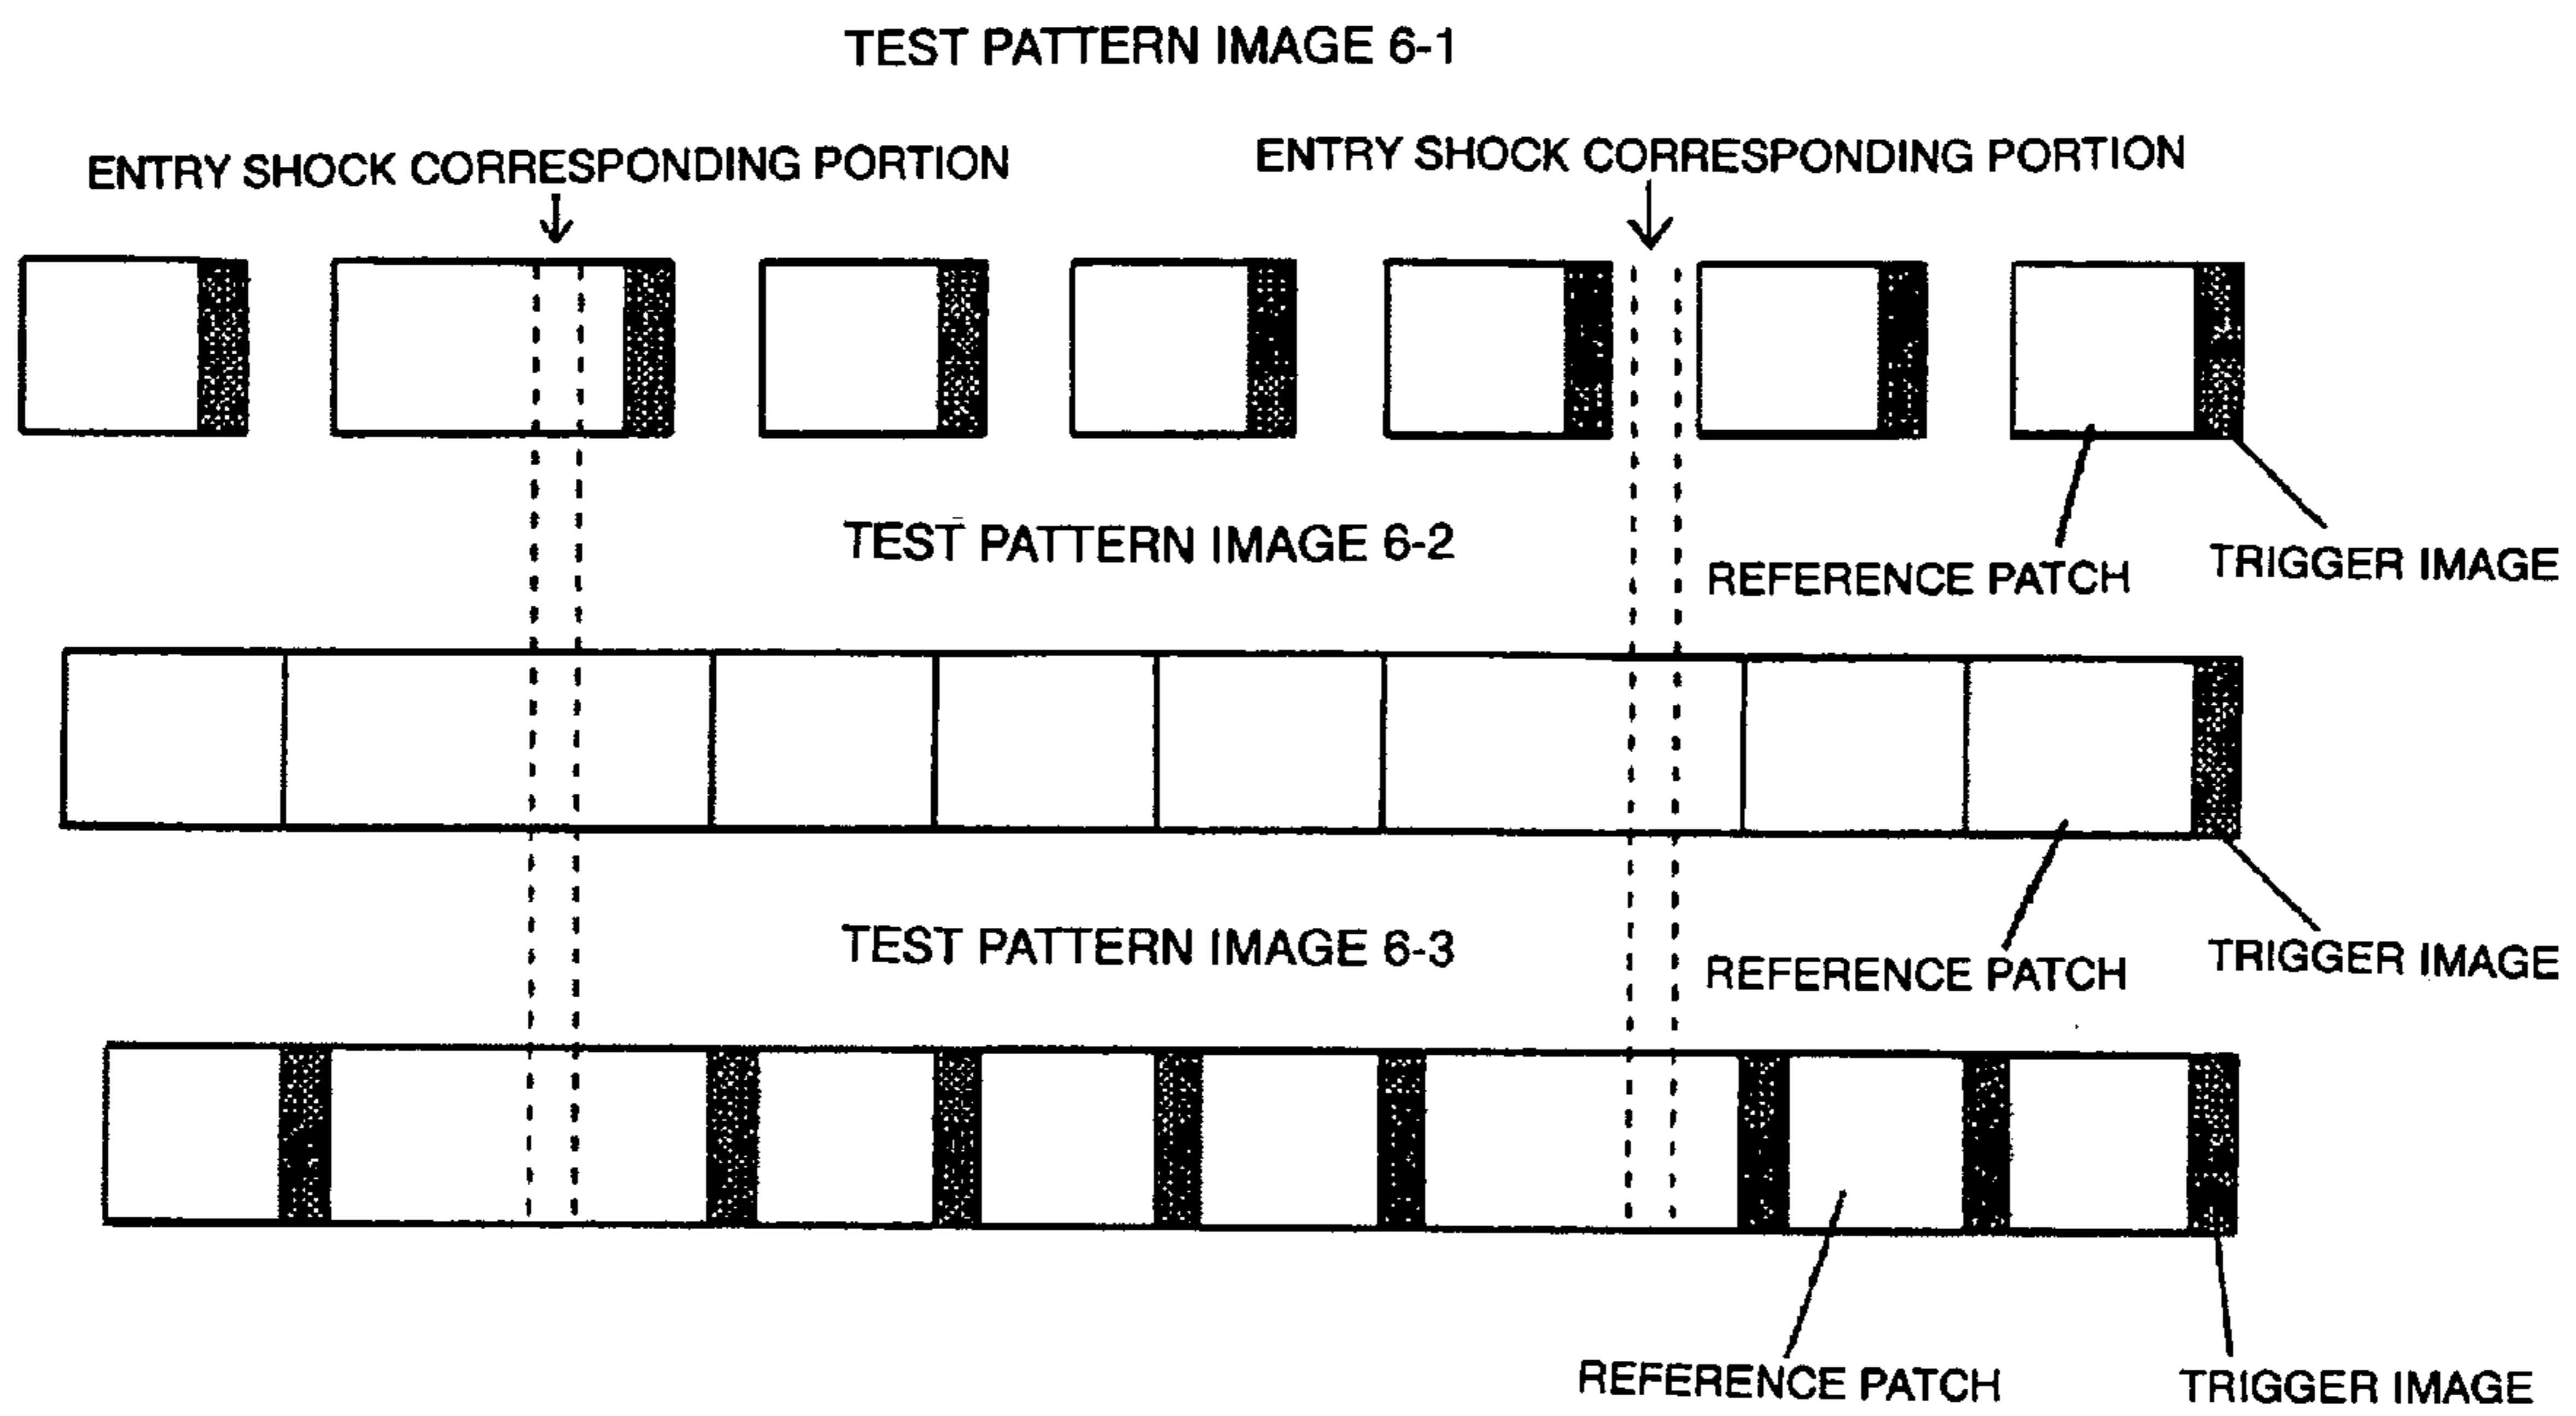 TEST PATTERN IMAGE 6-1
ENTRY SHOCK CORRESPONDING PORTION
ENTRY SHOCK CORRESPONDING PORTION
TEST PATTERN IMAGE 6-2
REFERENCE PATCH
TRIGGER IMAGE
TEST PATTERN IMAGE 6-3
REFERENCE PATCH
TRIGGER IMAGE
REFERENCE PATCH
TRIGGER IMAGE